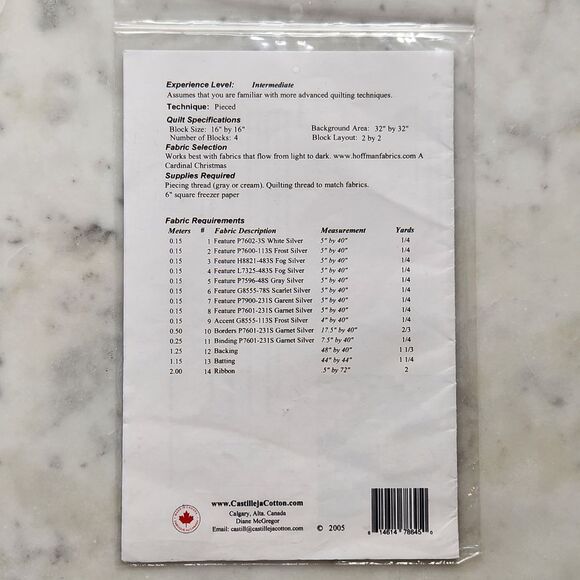 Experience Level: Intermediate
Assumes that you are familiar with more advanced quilting techniques.
Technique: Pieced
Quilt Specifications
Block Size: 16" by 16" Background Area: 32" by 32"
Number of Blocks: 4 Block Layout: 2 by 2
Fabric Selection
Works best with fabrics that flow from light to dark. www.hoffmanfabrics.com A
Cardinal Christmas
Supplies Required
Piecing thread (gray or cream). Quilting thread to match fabrics.
6" square freezer paper
Fabric Requirements
Meters # Fabric Description Measurement Yards
0.15 1 Feature P7602-3S White Silver 5" by 40" 1/4
0.15 2 Feature P7600-113S Frost Silver 5" by 40" 1/4
0.15 3 Feature H8821-483S Fog Silver 5" by 40" 1/4
0.15 4 Feature L7325-483S Fog Silver 5" by 40" 1/4
0.15 5 Feature P7596-48S Gray Silver 5" by 40" 1/4
0.15 6 Feature G8555-78S Scarlet Silver 5" by 40" 1/4
0.15 7 Feature P7900-231S Garent Silver 5" by 40" 1/4
0.15 8 Feature P7601-231S Garnet Silver 5" by 40" 1/4
0.15 9 Accent G8555-113S Frost Silver 4" by 40" 1/4
0.50 10 Borders P7601-231S Garnet Silver 17.5" by 40" 2/3
0.25 11 Binding P7601-231S Garnet Silver 7.5" by 40" 1/4
1.25 12 Backing 48" by 40" 1 1/3
1.15 13 Batting 44" by 44" 1 1/4
2.00 14 Ribbon 5" by 72" 2
www.CastillejaCotton.com
Calgary, Alta. Canada
Diane McGregor
Email: castill@castillejacotton.com © 2005
6 14614 78645 6